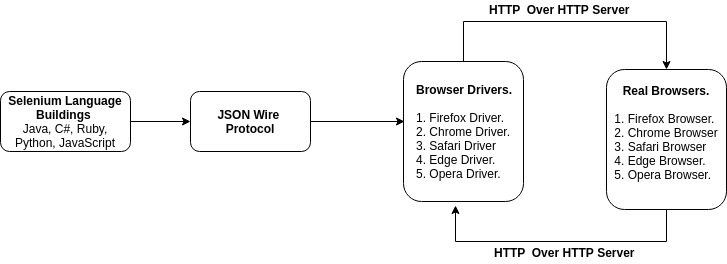 HTTP Over HTTP Server
Selenium Language
Buildings
Java, C#, Ruby,
Python, JavaScript
JSON Wire
Protocol
Browser Drivers.
1. Firefox Driver.
2. Chrome Driver.
3. Safari Driver
4. Edge Driver.
5. Opera Driver.
Real Browsers.
1. Firefox Browser.
2. Chrome Browser
3. Safari Browser
4. Edge Browser.
5. Opera Browser.
HTTP Over HTTP Server